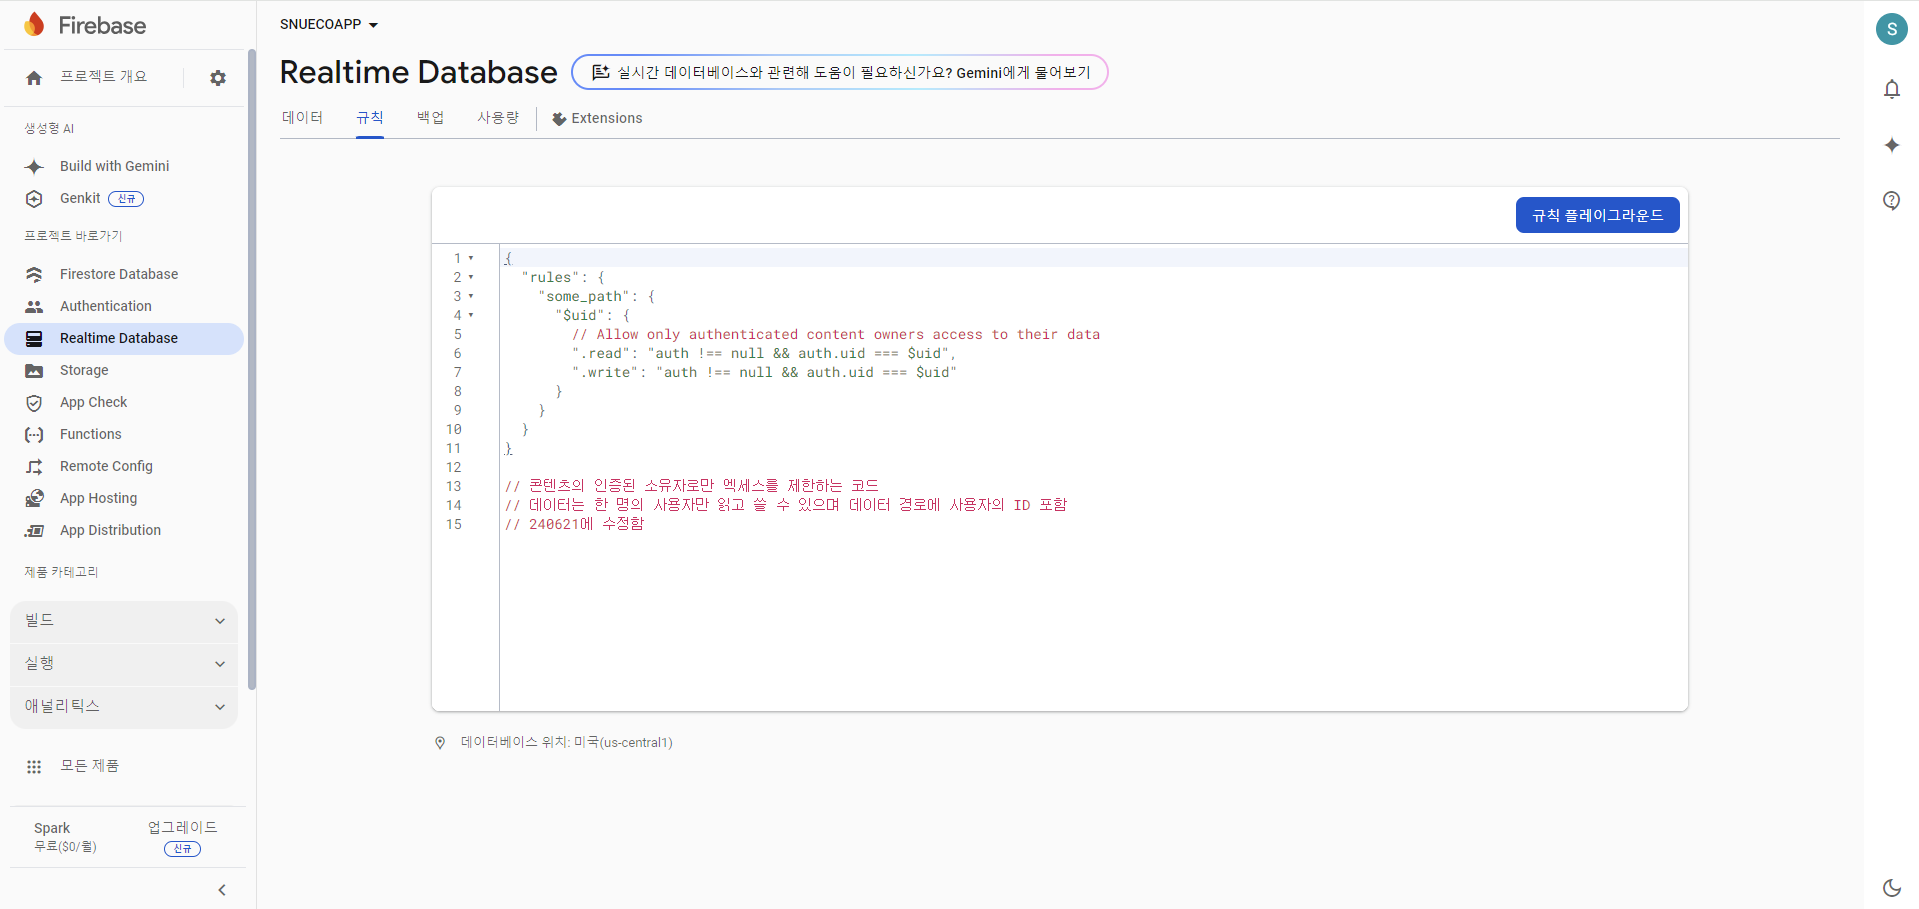 Firebase
프로젝트 개요
생성형 AI
Build with Gemini
Genkit 신규
프로젝트 바로가기
Firestore Database
Authentication
Realtime Database
Storage
App Check
Functions
Remote Config
App Hosting
App Distribution
제품 카테고리
빌드
실행
애널리틱스
모든 제품
Spark
무료($0/월)
업그레이드
신규
SNUECOAPP
Realtime Database
실시간 데이터베이스와 관련해 도움이 필요하신가요? Gemini에게 물어보기
데이터 규칙 백업 사용량 Extensions
규칙 플레이그라운드
1 {
2 "rules": {
3 "some_path": {
4 "$uid": {
5 // Allow only authenticated content owners access to their data
6 ".read": "auth !== null && auth.uid === $uid",
7 ".write": "auth !== null && auth.uid === $uid"
8 }
9 }
10 }
11 }
12
13 // 콘텐츠의 인증된 소유자로만 엑세스를 제한하는 코드
14 // 데이터는 한 명의 사용자만 읽고 쓸 수 있으며 데이터 경로에 사용자의 ID 포함
15 // 240621에 수정함
데이터베이스 위치: 미국(us-central1)
S